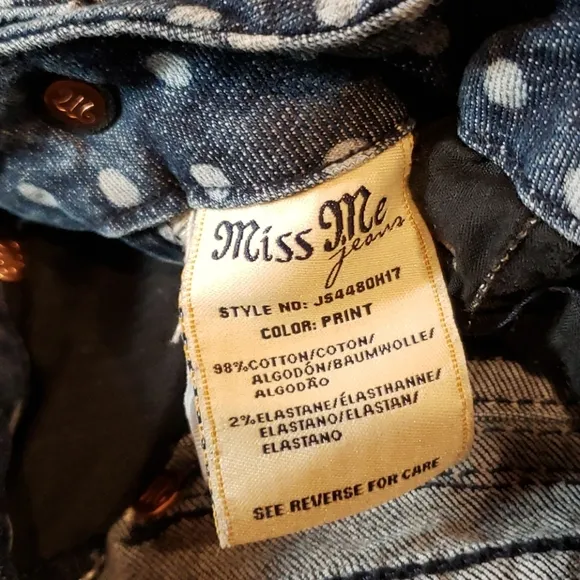 Miss Me
jeans
STYLE NO: JS4480H17
COLOR: PRINT
98%COTTON/COTON/
ALGODÓN/BAUMWOLLE/
ALGODÃO
2%ELASTANE/ÉLASTHANNE/
ELASTANO/ELASTAN/
ELASTANO
SEE REVERSE FOR CARE